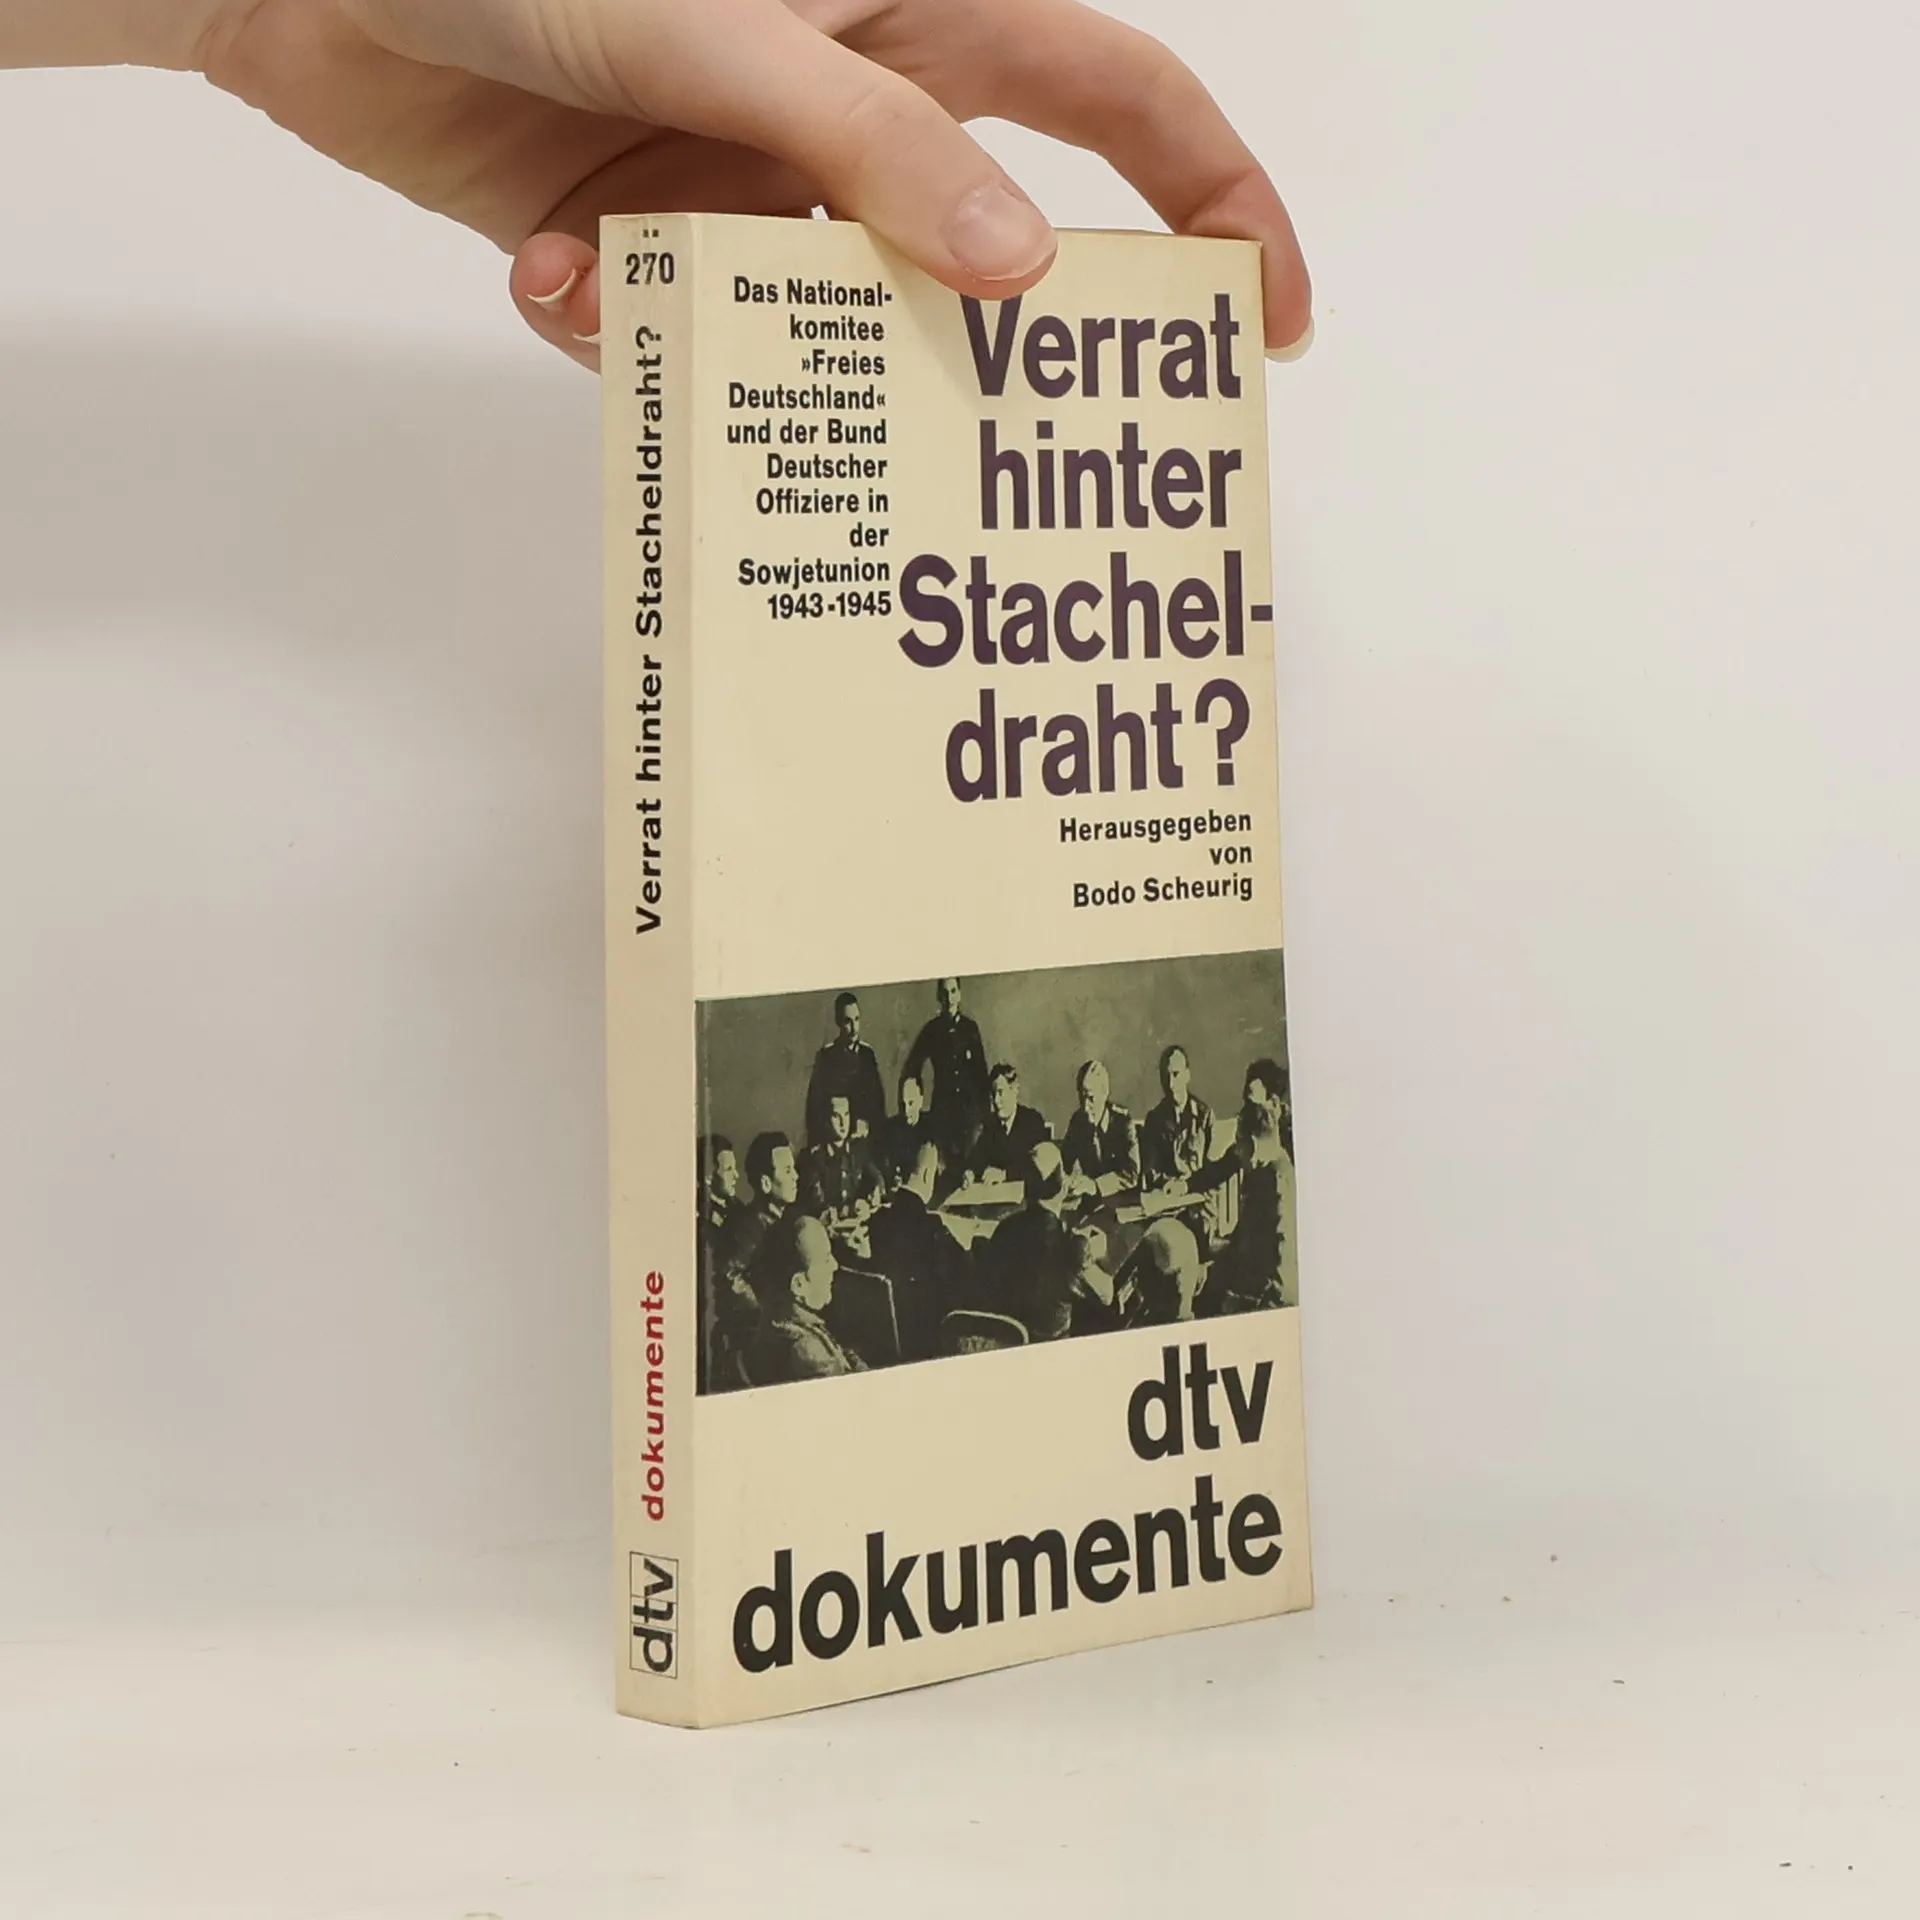 270
Verrat hinter Stacheldraht?
dokumente
dtv
Das National-
komitee
»Freies
Deutschland«
und der Bund
Deutscher
Offiziere in
der
Sowjetunion
1943-1945
Verrat
hinter
Stachel-
draht?
Herausgegeben
von
Bodo Scheurig
dtv
dokumente